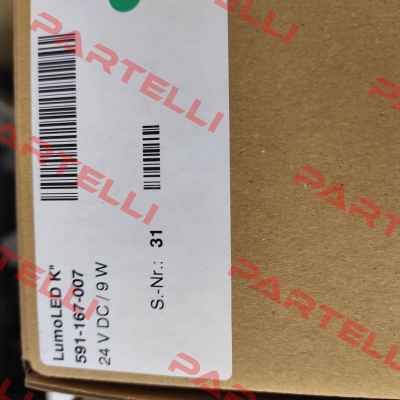 LumoLED K"
591-167-007
24 V DC / 9 W
S.-Nr.: 31
PARTELLI
PARTELLI
PARTELLI
PARTELLI
PARTELLI